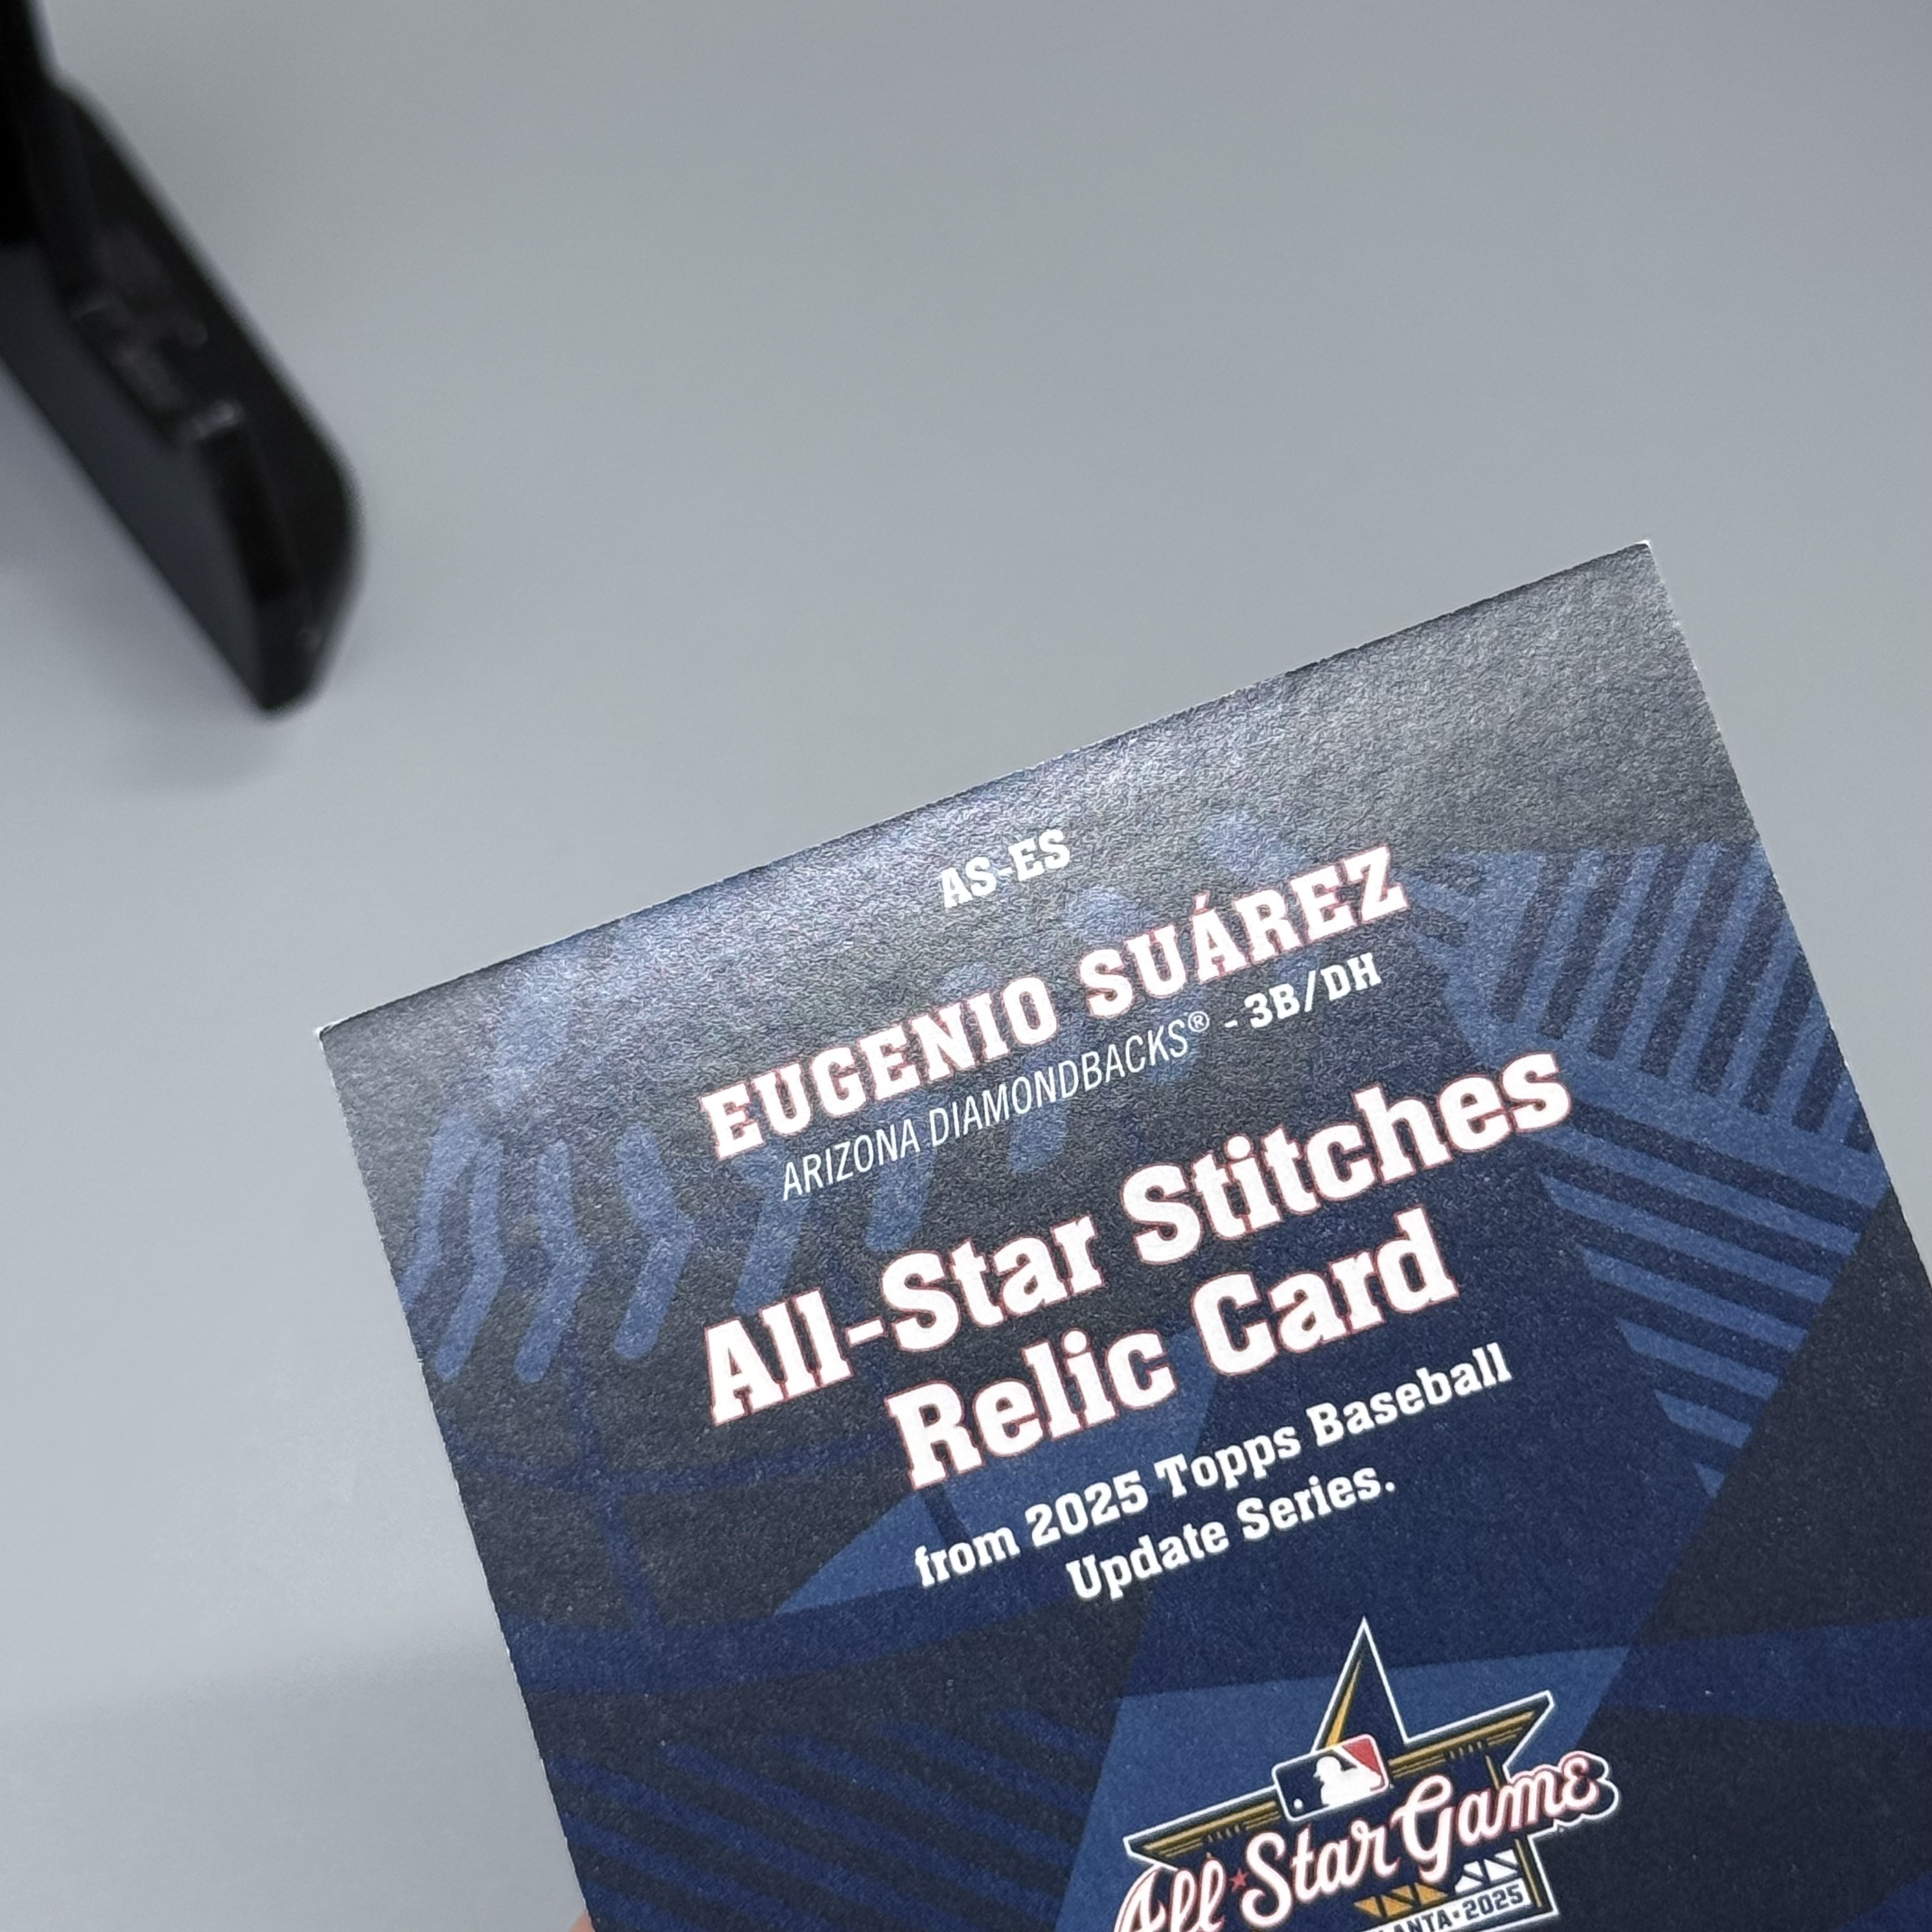 AS-ES
EUGENIO SUÁREZ
ARIZONA DIAMONDBACKS® - 3B/DH
All-Star Stitches
Relic Card
from 2025 Topps Baseball
Update Series.
All★Star Game
2025